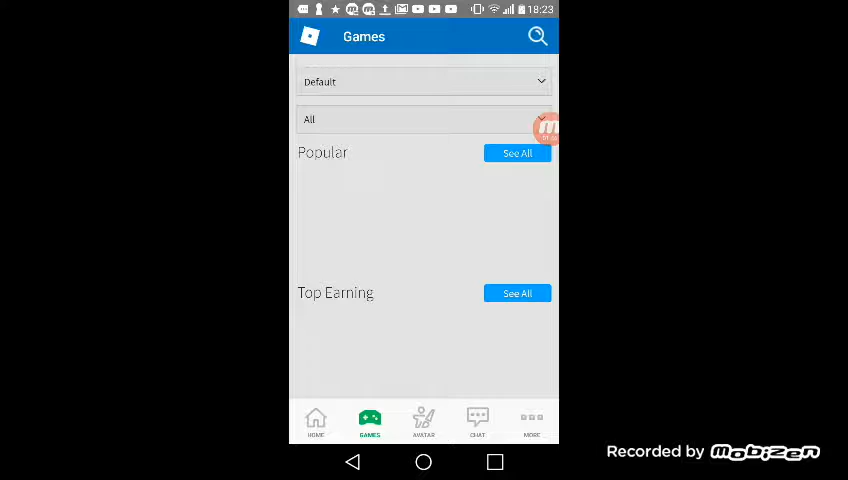 18:23
Games
Default
All
Popular
See All
Top Earning
See All
HOME
GAMES
AVATAR
CHAT
MORE
Recorded by mobizen